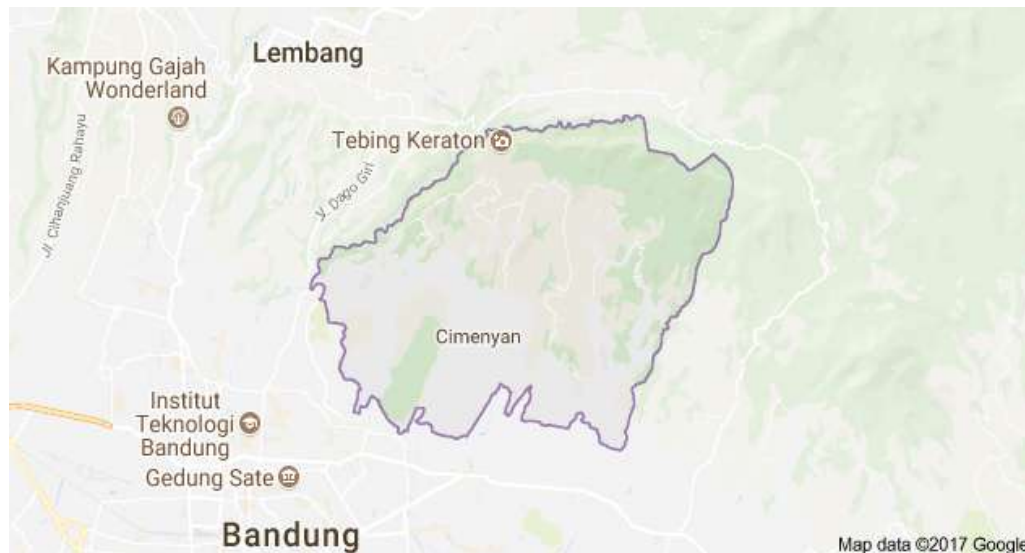 Lembang
Kampung Gajah
Wonderland
Tebing Keraton
Jl. Cihanjuang Rahayu
Jl. Dago Giri
Cimenyan
Institut
Teknologi
Bandung
Gedung Sate
Bandung
Map data ©2017 Google